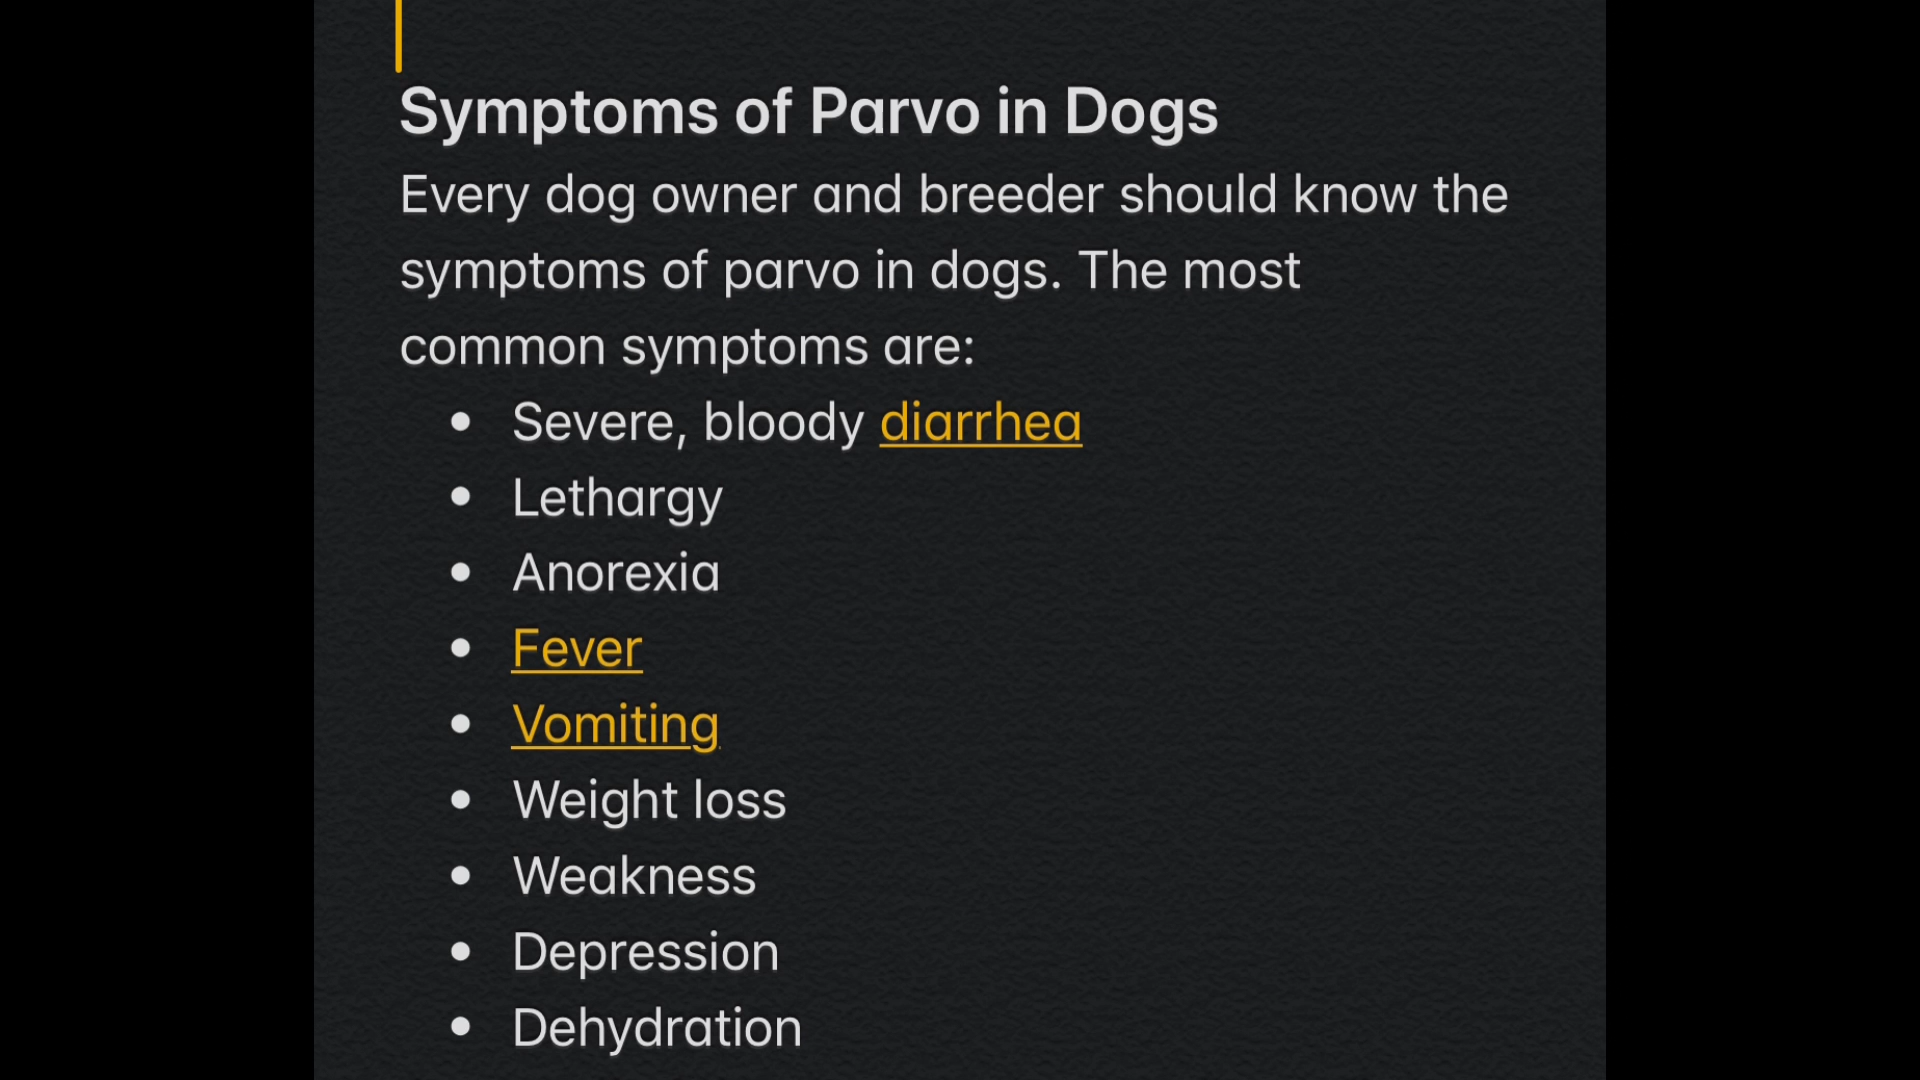 Symptoms of Parvo in Dogs
Every dog owner and breeder should know the
symptoms of parvo in dogs. The most
common symptoms are:
• Severe, bloody diarrhea
• Lethargy
• Anorexia
• Fever
• Vomiting
• Weight loss
• Weakness
• Depression
• Dehydration